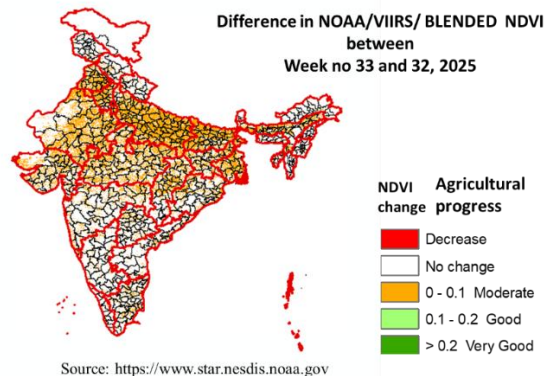 Difference in NOAA/VIIRS/ BLENDED NDVI
between
Week no 33 and 32, 2025
NDVI change
Agricultural progress
Decrease
No change
0 - 0.1 Moderate
0.1 - 0.2 Good
> 0.2 Very Good
Source: https://www.star.nesdis.noaa.gov